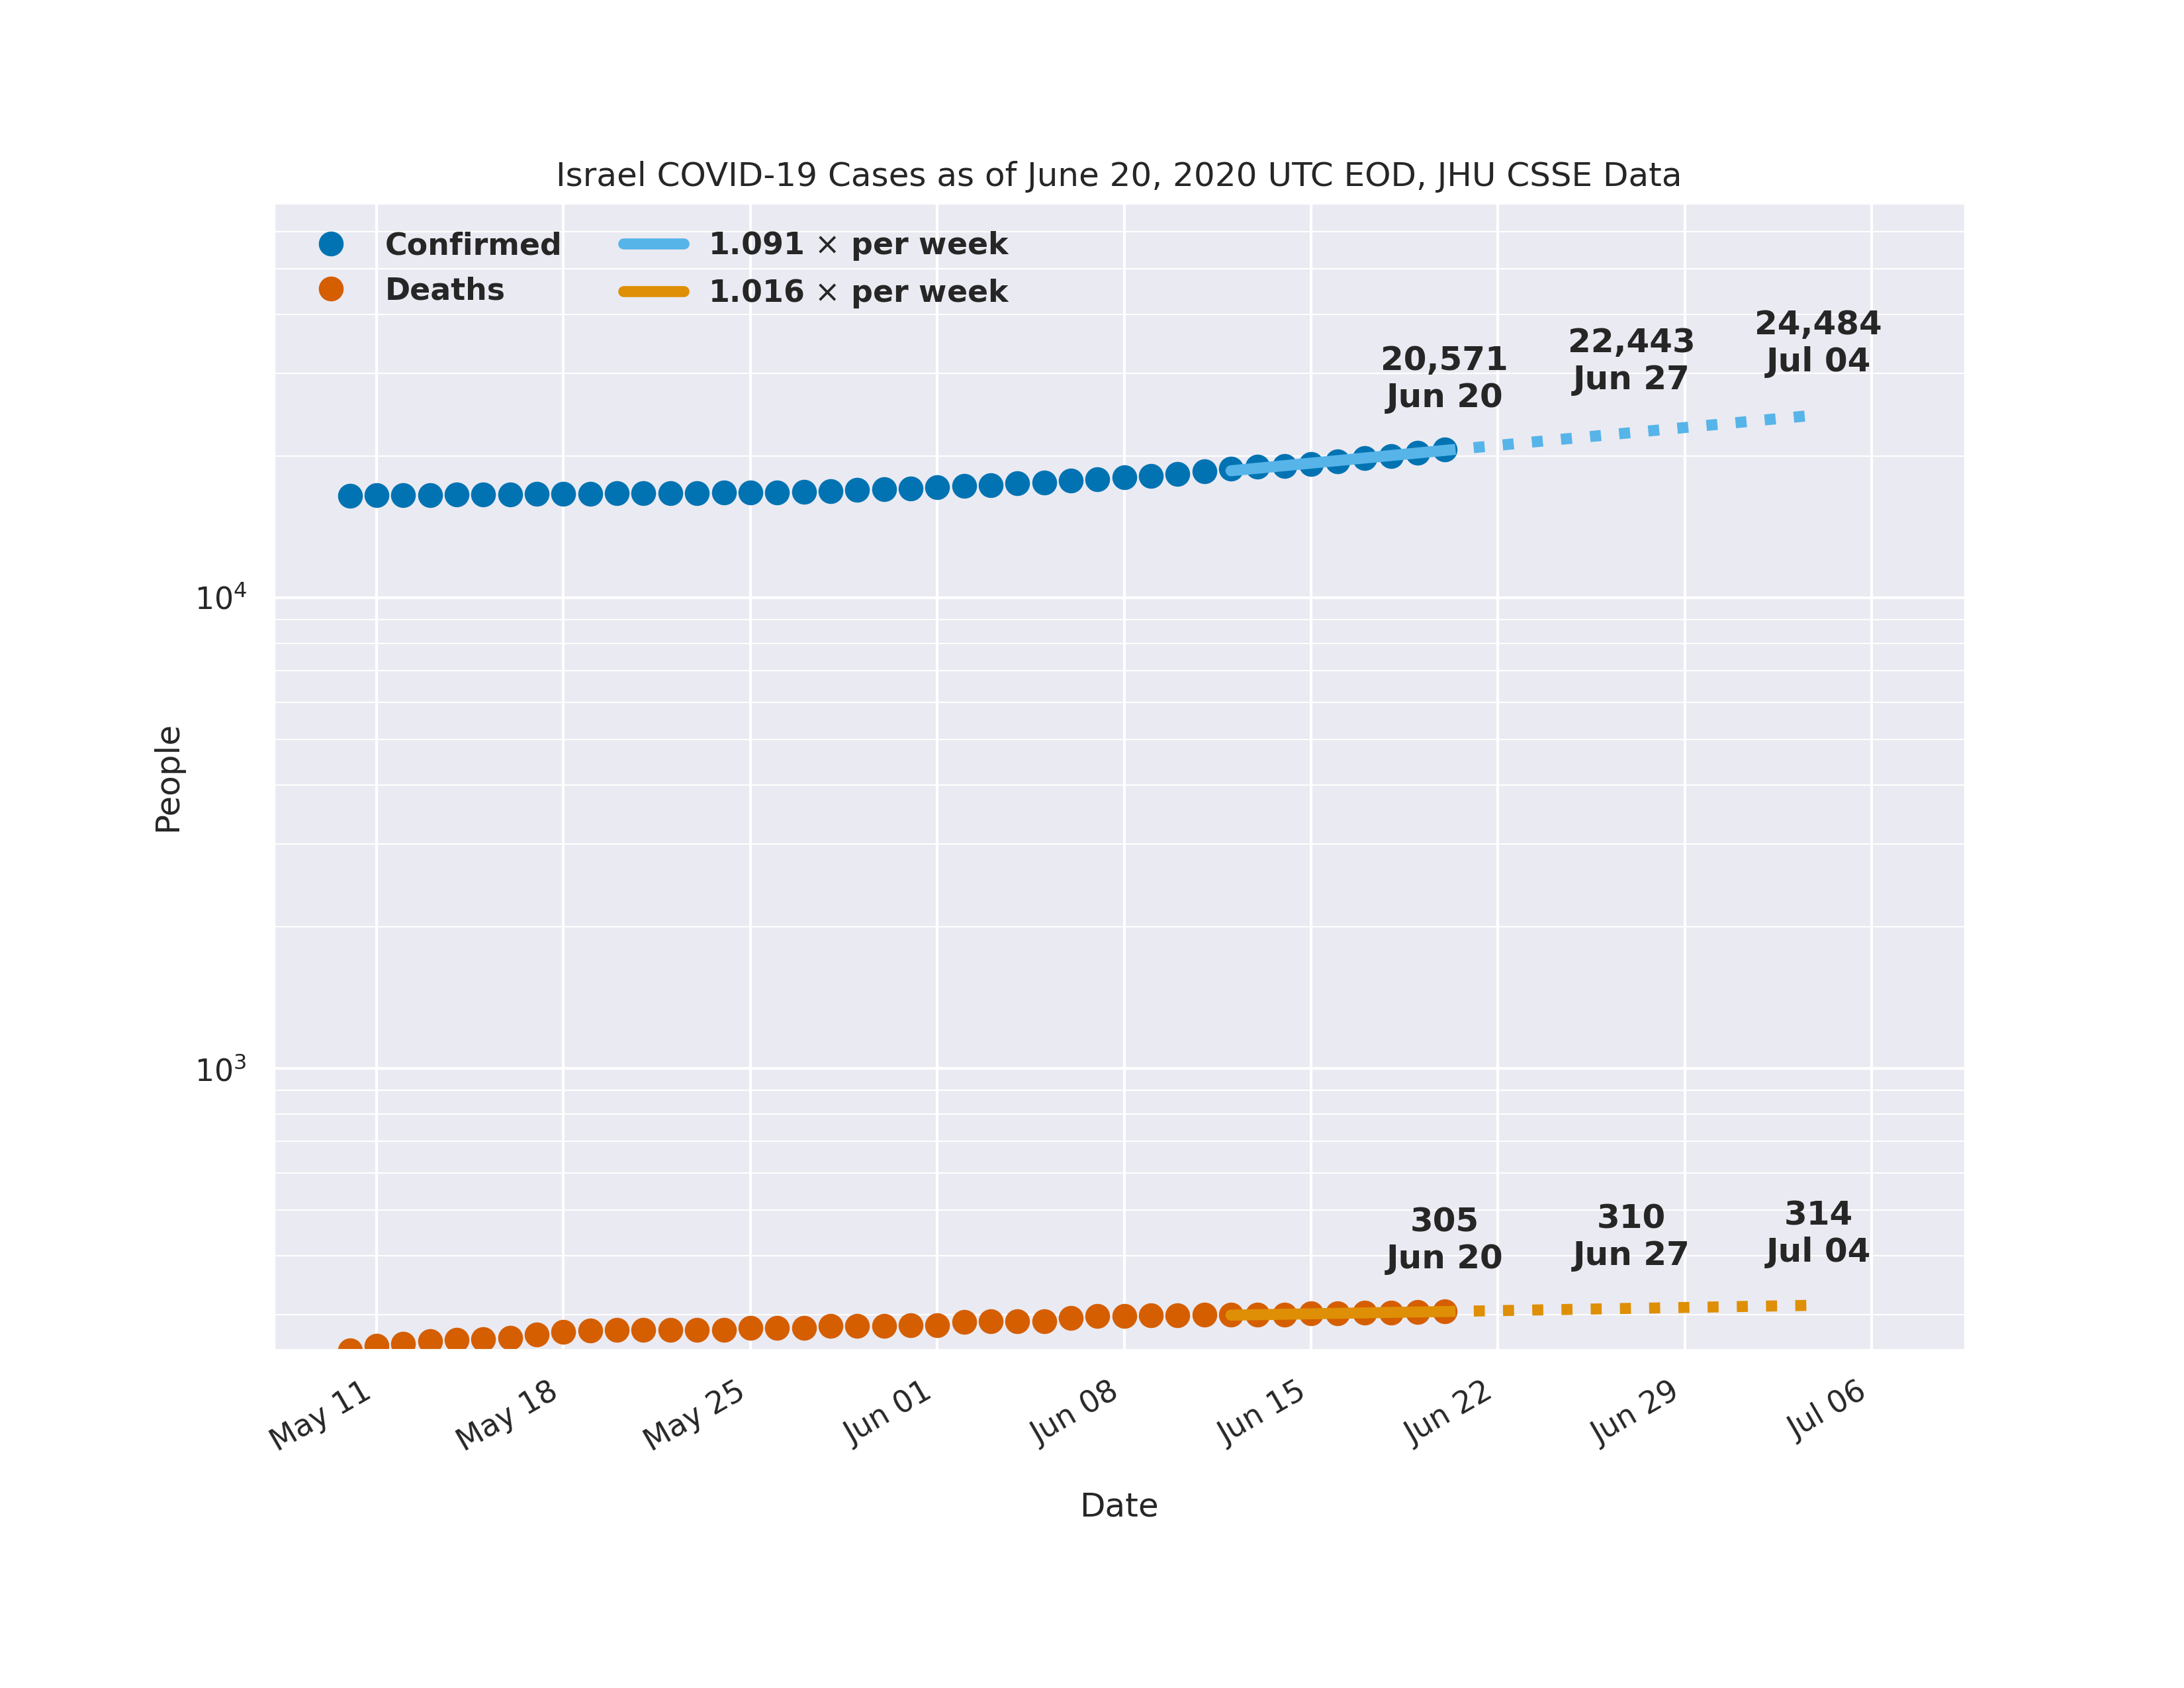 Israel COVID-19 Cases as of June 20, 2020 UTC EOD, JHU CSSE Data
Confirmed
Deaths
1.091 × per week
1.016 × per week
20,571
Jun 20
22,443
Jun 27
24,484
Jul 04
10⁴
People
10³
305
Jun 20
310
Jun 27
314
Jul 04
May 11
May 18
May 25
Jun 01
Jun 08
Jun 15
Jun 22
Jun 29
Jul 06
Date